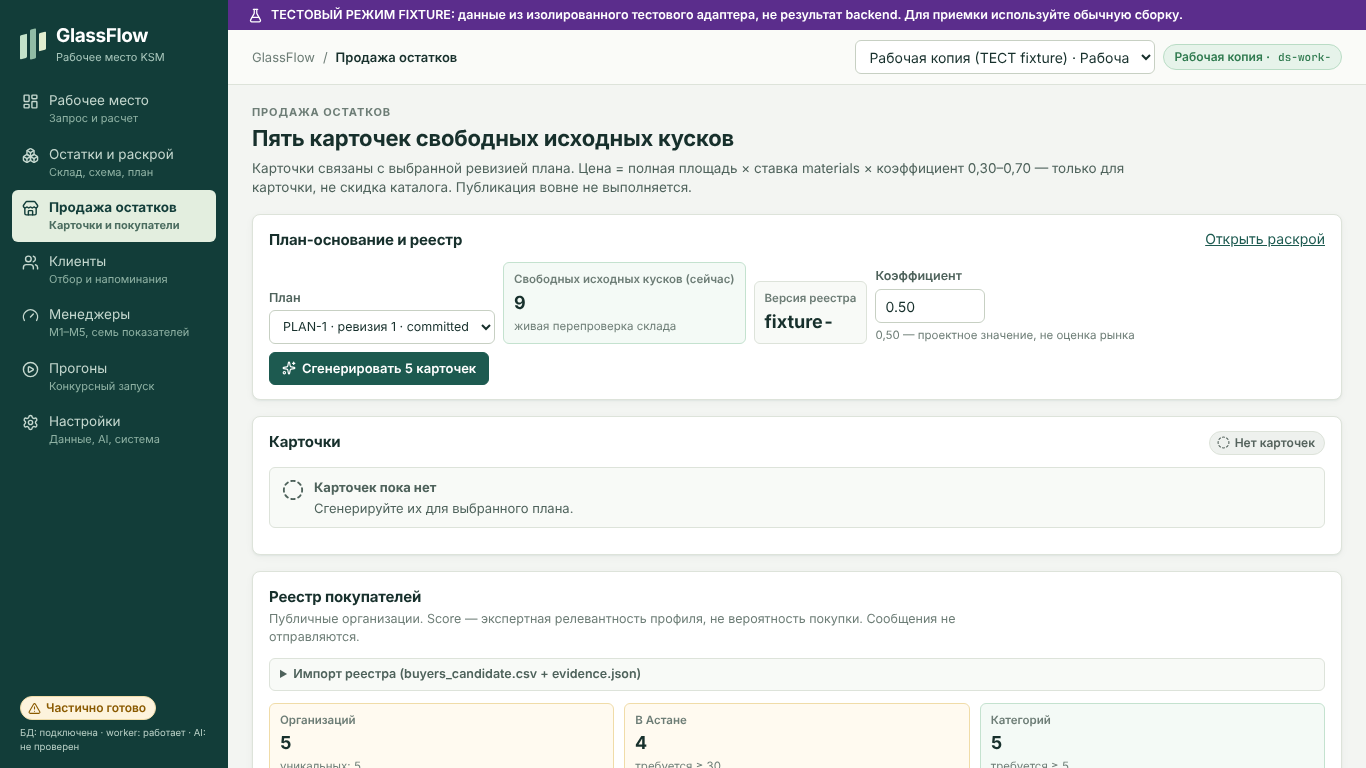 ТЕСТОВЫЙ РЕЖИМ FIXTURE: данные из изолированного тестового адаптера, не результат backend. Для приемки используйте обычную сборку.
GlassFlow
Рабочее место KSM
Рабочее место
Запрос и расчет
Остатки и раскрой
Склад, схема, план
Продажа остатков
Карточки и покупатели
Клиенты
Отбор и напоминания
Менеджеры
M1–M5, семь показателей
Прогоны
Конкурсный запуск
Настройки
Данные, AI, система
Частично готово
БД: подключена · worker: работает · AI:
не проверен
GlassFlow / Продажа остатков
Рабочая копия (ТЕСТ fixture) · Рабоча
Рабочая копия · ds-work-
ПРОДАЖА ОСТАТКОВ
Пять карточек свободных исходных кусков
Карточки связаны с выбранной ревизией плана. Цена = полная площадь × ставка materials × коэффициент 0,30–0,70 — только для
карточки, не скидка каталога. Публикация вовне не выполняется.
План-основание и реестр
Открыть раскрой
План
PLAN-1 · ревизия 1 · committed
Свободных исходных кусков (сейчас)
9
живая перепроверка склада
Версия реестра
fixture-
Коэффициент
0.50
0,50 — проектное значение, не оценка рынка
Сгенерировать 5 карточек
Карточки
Нет карточек
Карточек пока нет
Сгенерируйте их для выбранного плана.
Реестр покупателей
Публичные организации. Score — экспертная релевантность профиля, не вероятность покупки. Сообщения не
отправляются.
Импорт реестра (buyers_candidate.csv + evidence.json)
Организаций
5
уникальных: 5
В Астане
4
требуется ≥ 30
Категорий
5
требуется ≥ 5